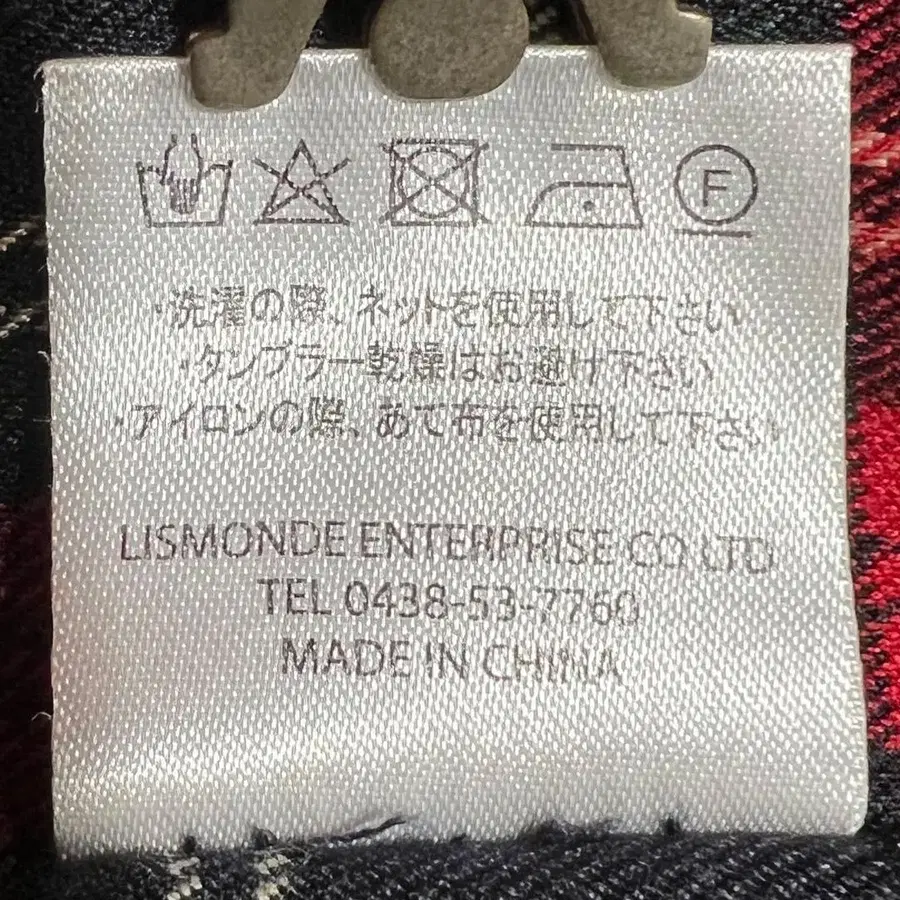 F
・洗濯の際、ネットを使用して下さい
・タンブラー乾燥はお避け下さい
・アイロンの際、あて布を使用して下さい
LISMONDE ENTERPRISE CO.LTD
TEL 0438-53-7760
MADE IN CHINA